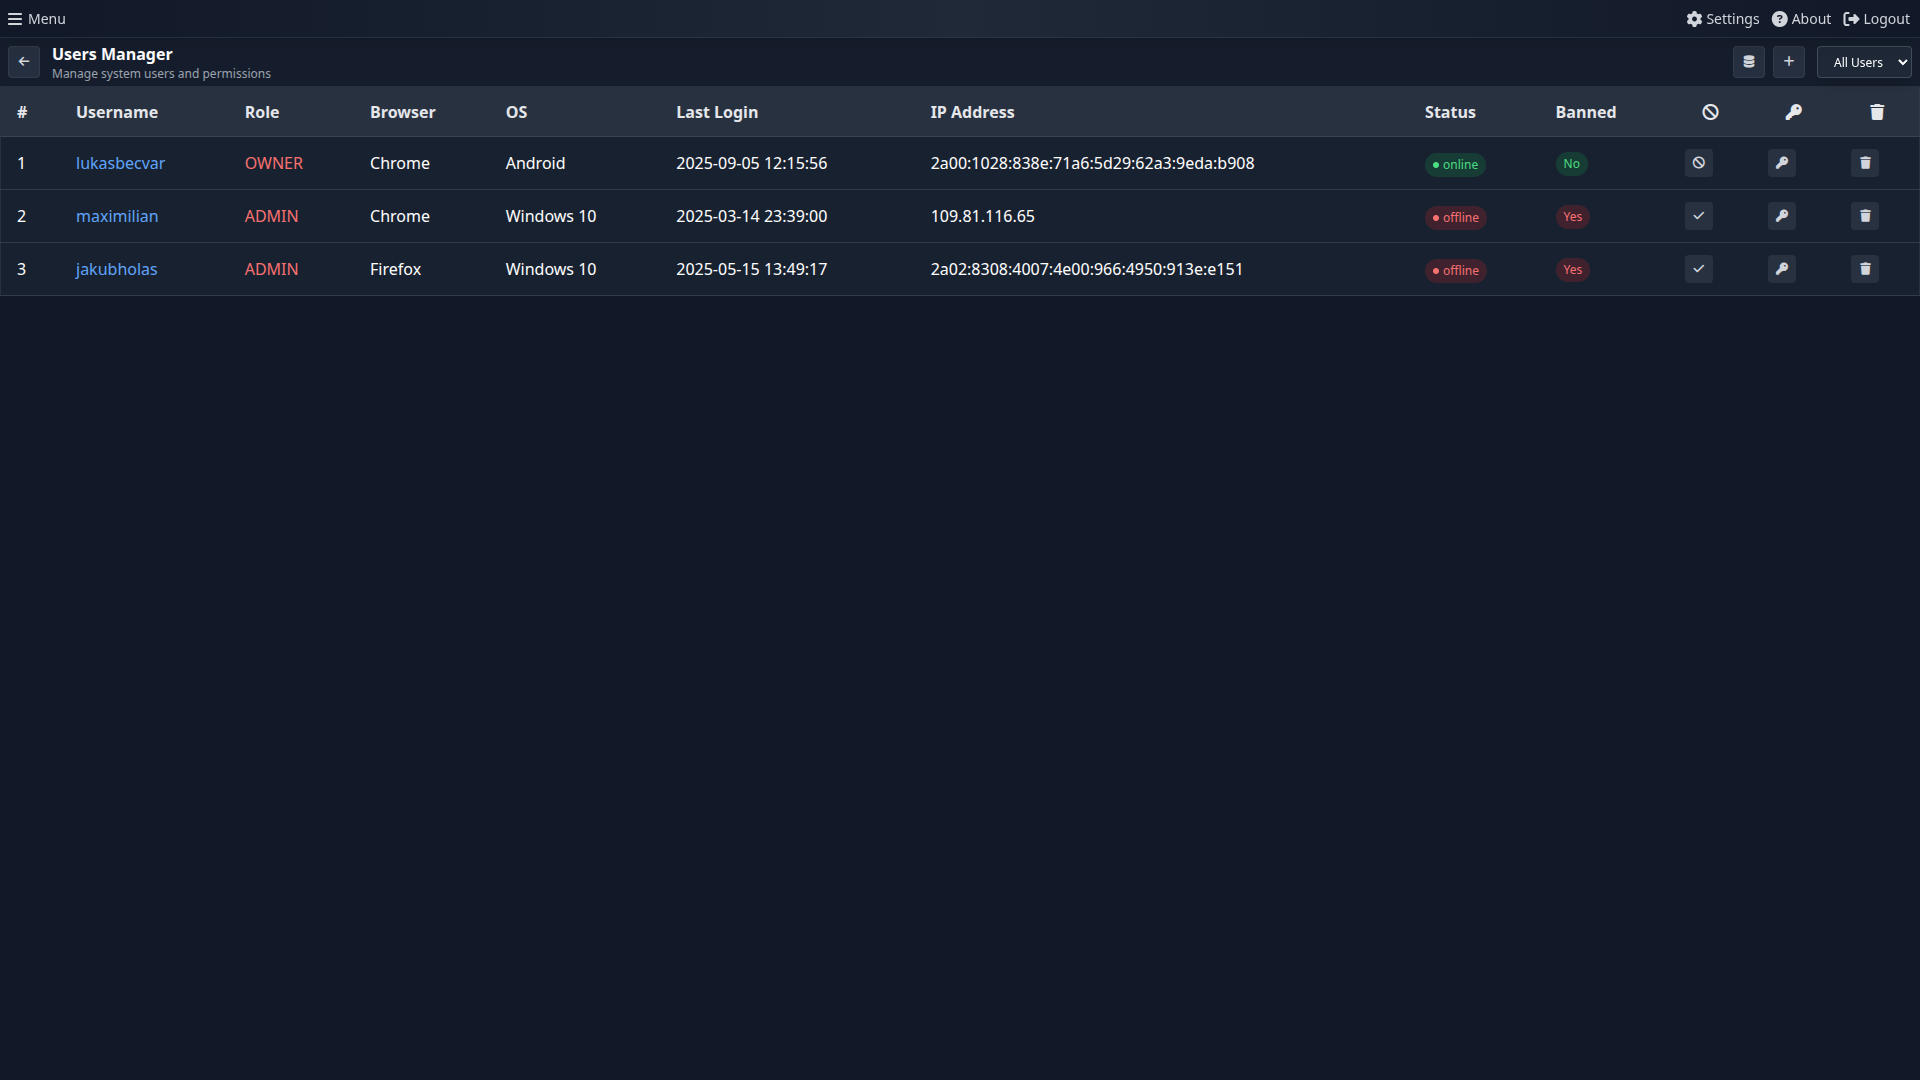 Menu Settings About Logout
Users Manager
Manage system users and permissions
All Users
# Username Role Browser OS Last Login IP Address Status Banned
1 lukasbecvar OWNER Chrome Android 2025-09-05 12:15:56 2a00:1028:838e:71a6:5d29:62a3:9eda:b908 online No
2 maximilian ADMIN Chrome Windows 10 2025-03-14 23:39:00 109.81.116.65 offline Yes
3 jakubholas ADMIN Firefox Windows 10 2025-05-15 13:49:17 2a02:8308:4007:4e00:966:4950:913e:e151 offline Yes